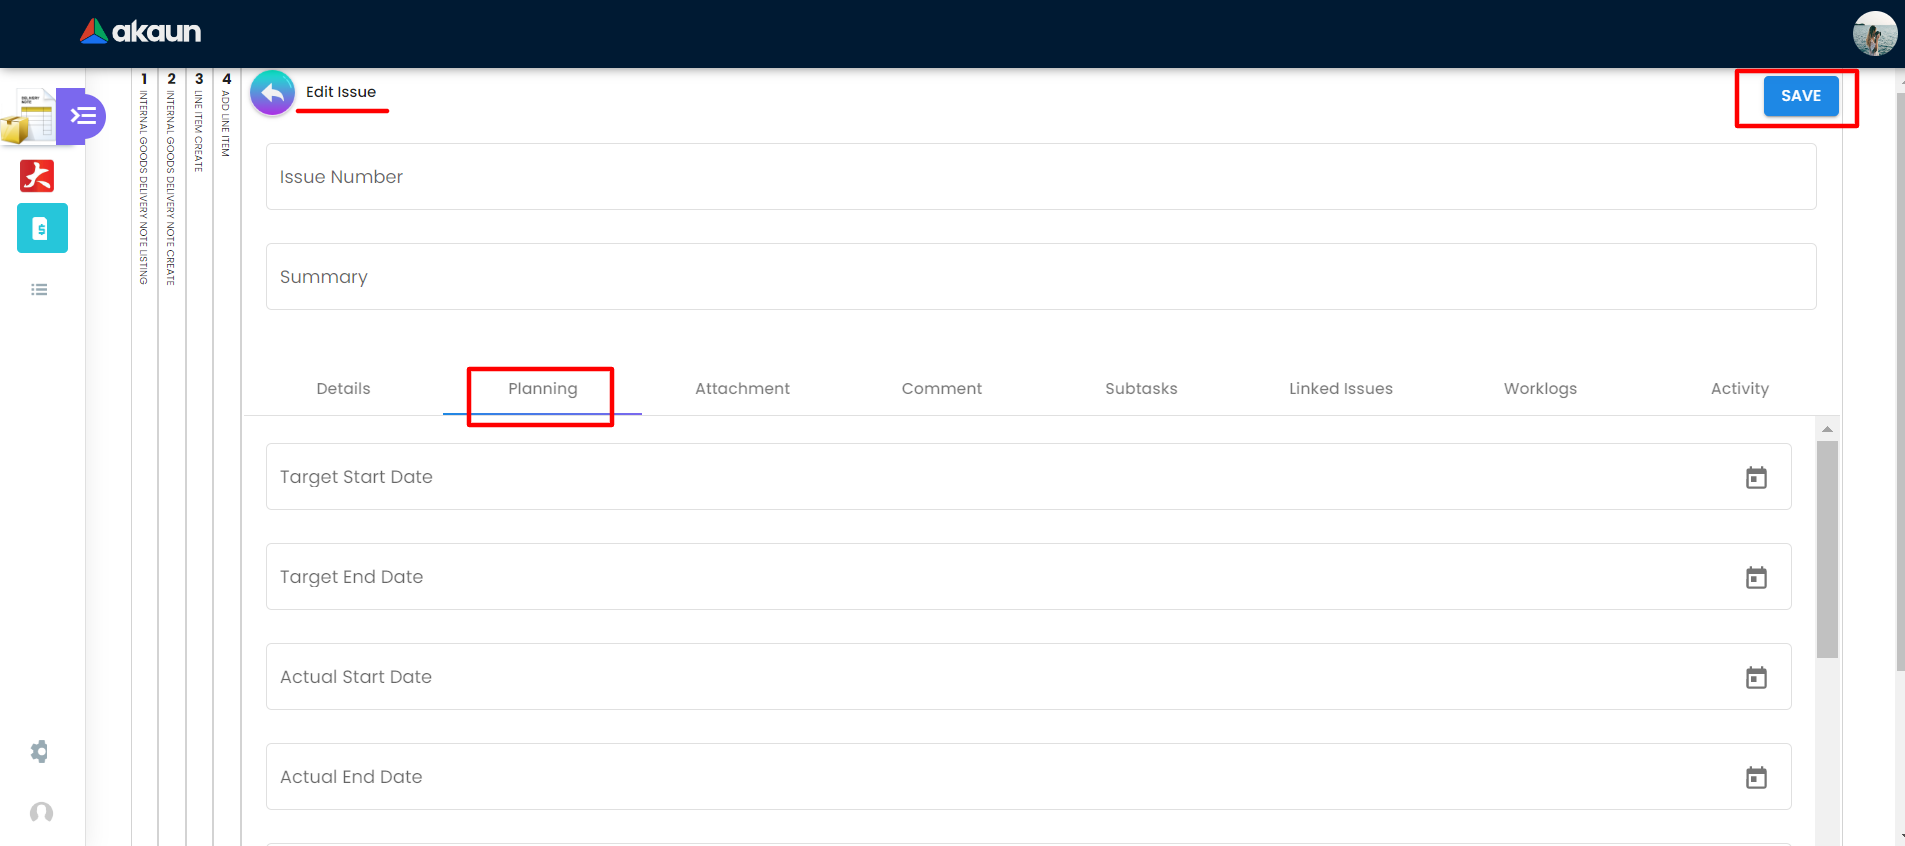 akaun
1 INTERNAL GOODS DELIVERY NOTE LISTING
2 INTERNAL GOODS DELIVERY NOTE CREATE
3 LINE ITEM CREATE
4 ADD LINE ITEM
Edit Issue
SAVE
Issue Number
Summary
Details Planning Attachment Comment Subtasks Linked Issues Worklogs Activity
Target Start Date
Target End Date
Actual Start Date
Actual End Date